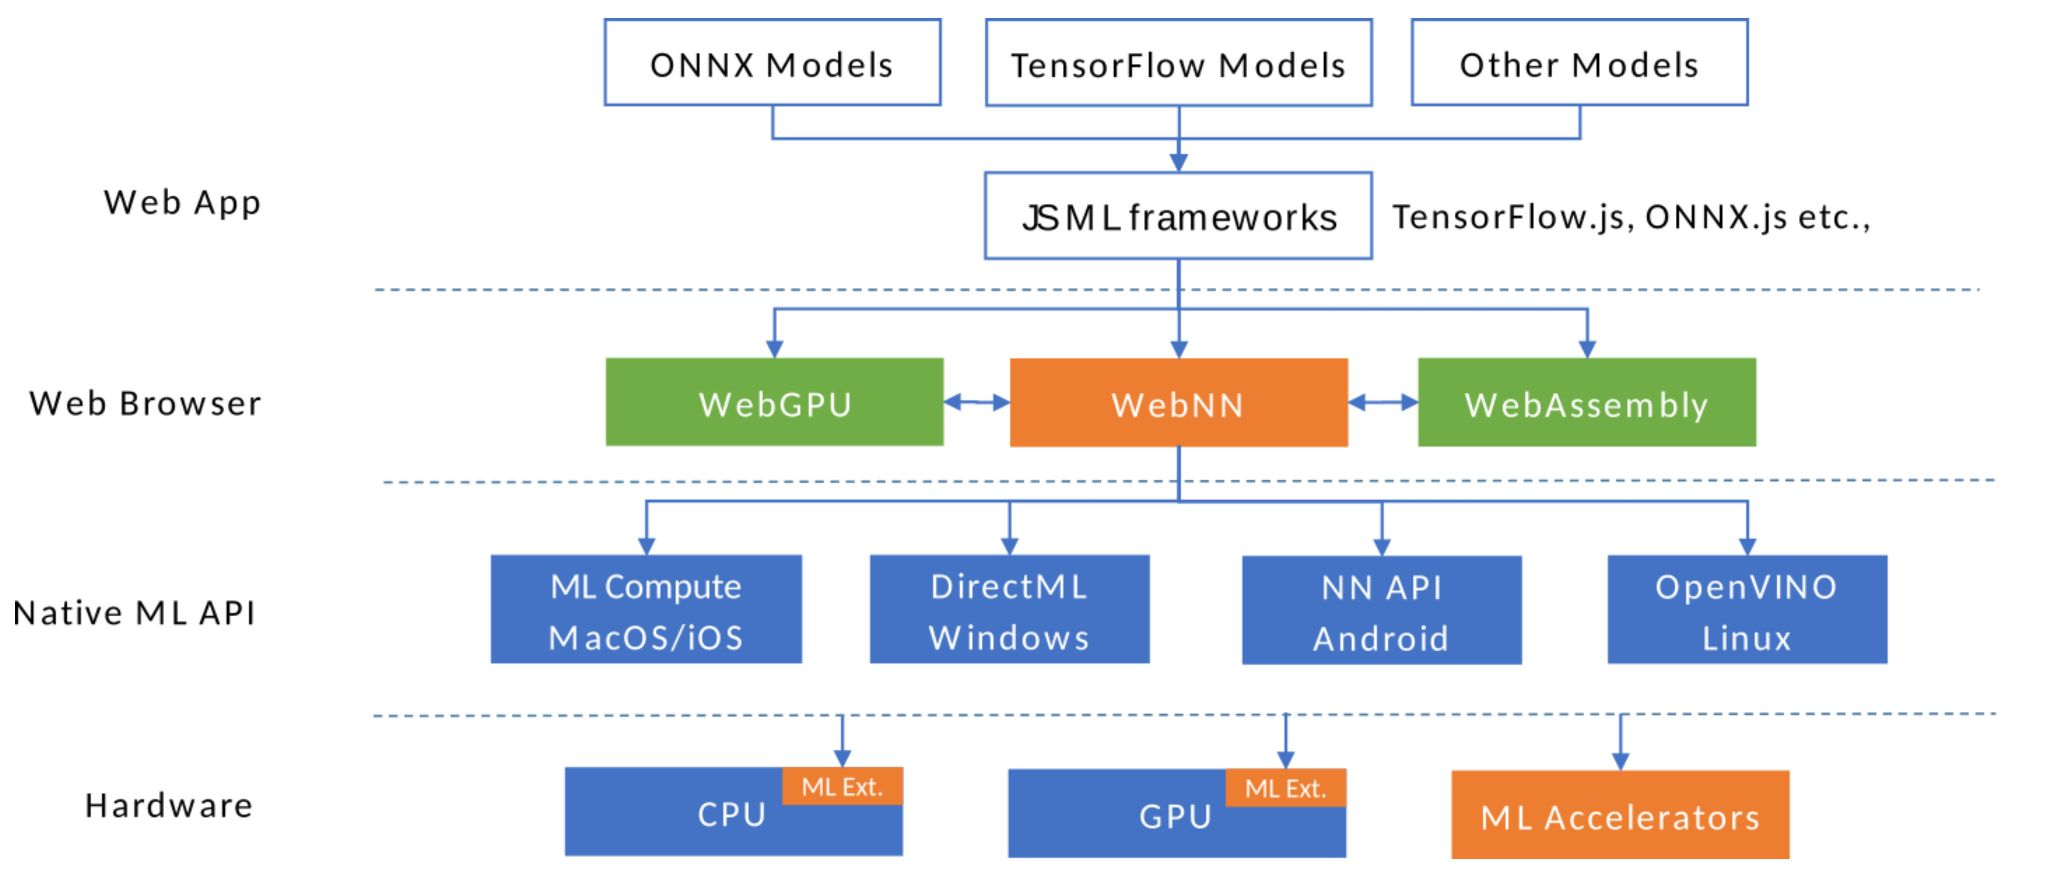 ONNX Models
TensorFlow Models
Other Models
Web App
JSML frameworks
TensorFlow.js, ONNX.js etc.,
Web Browser
WebGPU
WebNN
WebAssembly
Native ML API
ML Compute
MacOS/iOS
DirectML
Windows
NN API
Android
OpenVINO
Linux
Hardware
CPU
ML Ext.
GPU
ML Ext.
ML Accelerators